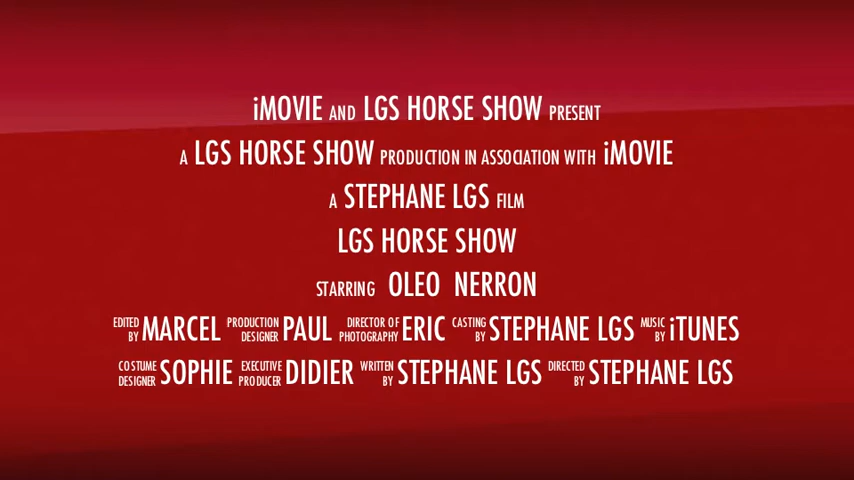 iMOVIE AND LGS HORSE SHOW PRESENT
A LGS HORSE SHOW PRODUCTION IN ASSOCIATION WITH iMOVIE
A STEPHANE LGS FILM
LGS HORSE SHOW
STARRING OLEO NERRON
EDITED BY MARCEL PRODUCTION DESIGNER PAUL DIRECTOR OF PHOTOGRAPHY ERIC CASTING BY STEPHANE LGS MUSIC BY iTUNES
COSTUME DESIGNER SOPHIE EXECUTIVE PRODUCER DIDIER WRITTEN BY STEPHANE LGS DIRECTED BY STEPHANE LGS